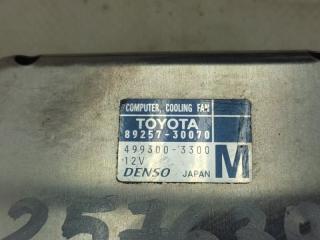 COMPUTER, COOLING FAN
TOYOTA
89257-30070
499300-3300
12V
DENSO JAPAN M